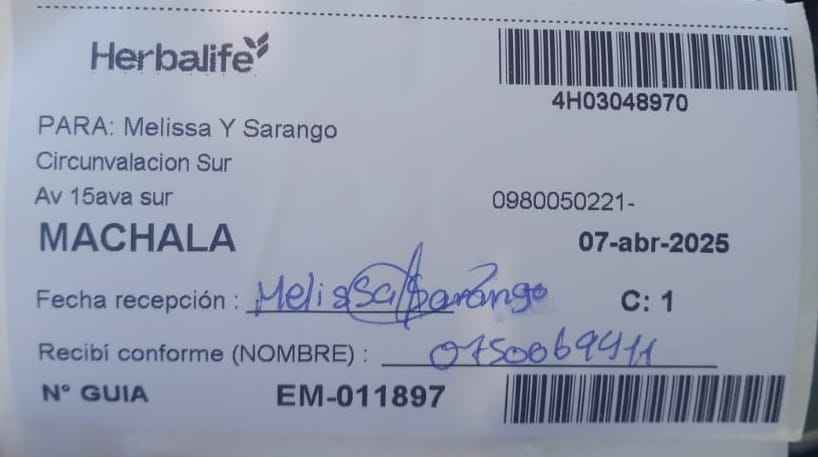 Herbalife
4H03048970
PARA: Melissa Y Sarango
Circunvalacion Sur
Av 15ava sur
0980050221-
MACHALA
07-abr-2025
Fecha recepción : Melissa Sarango
C: 1
Recibí conforme (NOMBRE) :
Nº GUIA
EM-011897